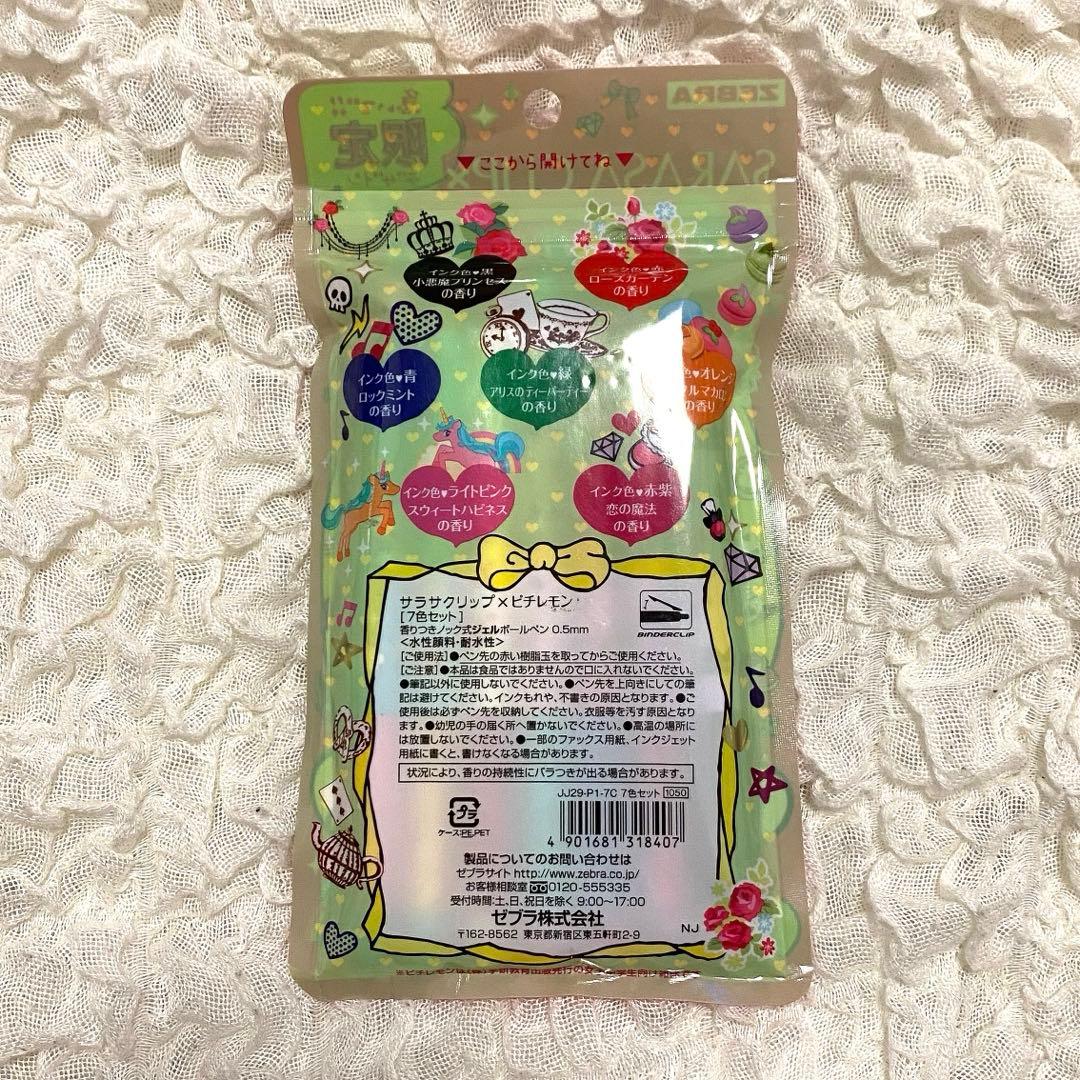 ZEBRA
限定
▼ここから開けてね▼
SARASA CLIP×
インク色♥黒
小悪魔プリンセス
の香り
インク色♥赤
ローズガーデン
の香り
インク色♥青
ロックミント
の香り
インク色♥緑
アリスのティーパーティー
の香り
色♥オレンジ
ルマカロ
の香り
インク色♥ライトピンク
スウィートハピネス
の香り
インク色♥赤紫
恋の魔法
の香り
サラサクリップ×ピチレモン
[7色セット]
香りつきノック式ジェルボールペン 0.5mm
<水性顔料・耐水性>
BINDERCLIP
[ご使用法]●ペン先の赤い樹脂玉を取ってからご使用ください。
[ご注意]●本品は食品ではありませんので口に入れないでください。
●筆記以外に使用しないでください。●ペン先を上向きにしての筆
記は避けてください。インクもれや、不書きの原因となります。●ご
使用後は必ずペン先を収納してください。衣服等を汚す原因となり
ます。●幼児の手の届く所へ置かないでください。●高温の場所に
は放置しないでください。●一部のファックス用紙、インクジェット
用紙に書くと、書けなくなる場合があります。
状況により、香りの持続性にバラつきが出る場合があります。
JJ29-P1-7C 7色セット 1050
プラ
ケース:PE,PET
4 901681 318407
製品についてのお問い合わせは
ゼブラサイト http://www.zebra.co.jp/
お客様相談室 0120-555335
受付時間:土、日、祝日を除く 9:00〜17:00
ゼブラ株式会社
〒162-8562 東京都新宿区東五軒町2-9
NJ